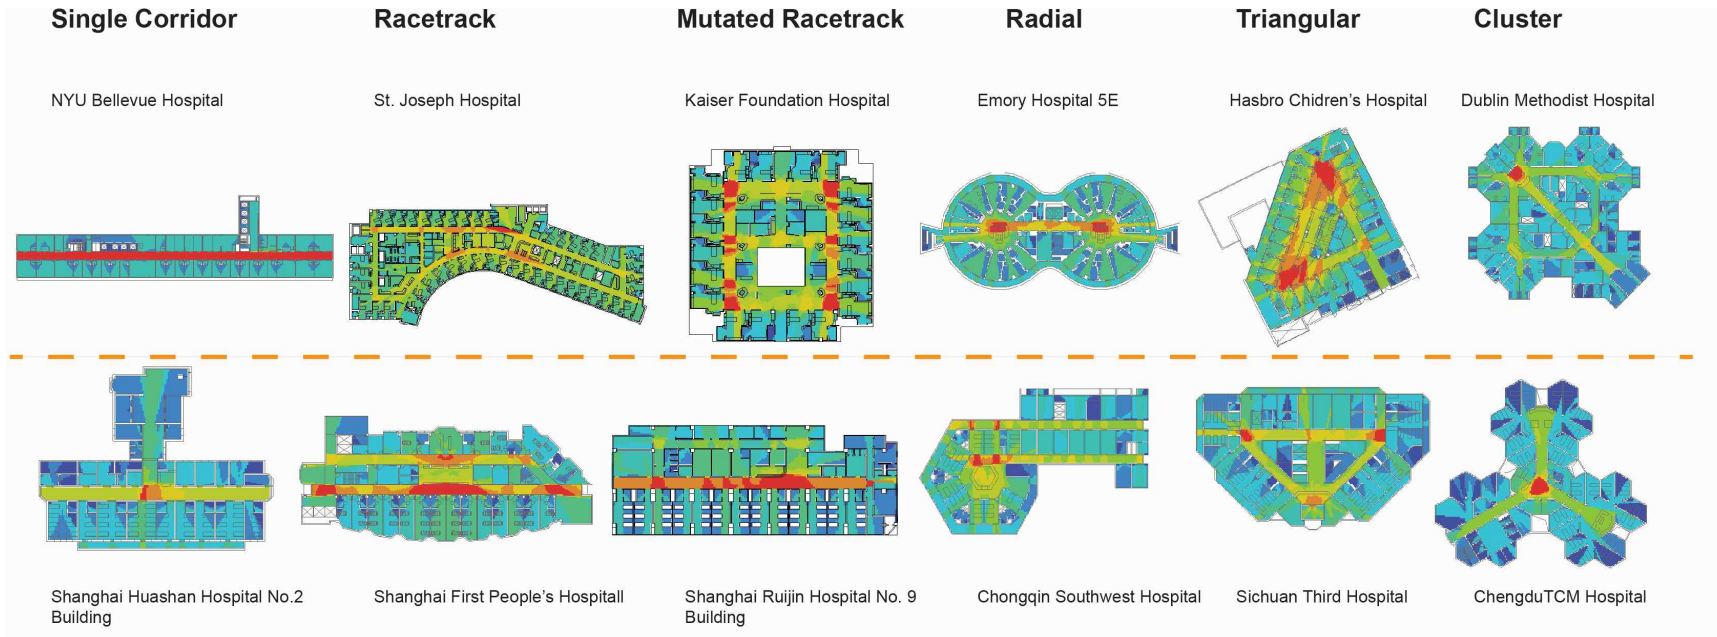 Single Corridor
Racetrack
Mutated Racetrack
Radial
Triangular
Cluster
NYU Bellevue Hospital
St. Joseph Hospital
Kaiser Foundation Hospital
Emory Hospital 5E
Hasbro Chidren's Hospital
Dublin Methodist Hospital
Shanghai Huashan Hospital No.2
Building
Shanghai First People's Hospitall
Shanghai Ruijin Hospital No. 9
Building
Chongqin Southwest Hospital
Sichuan Third Hospital
ChengduTCM Hospital